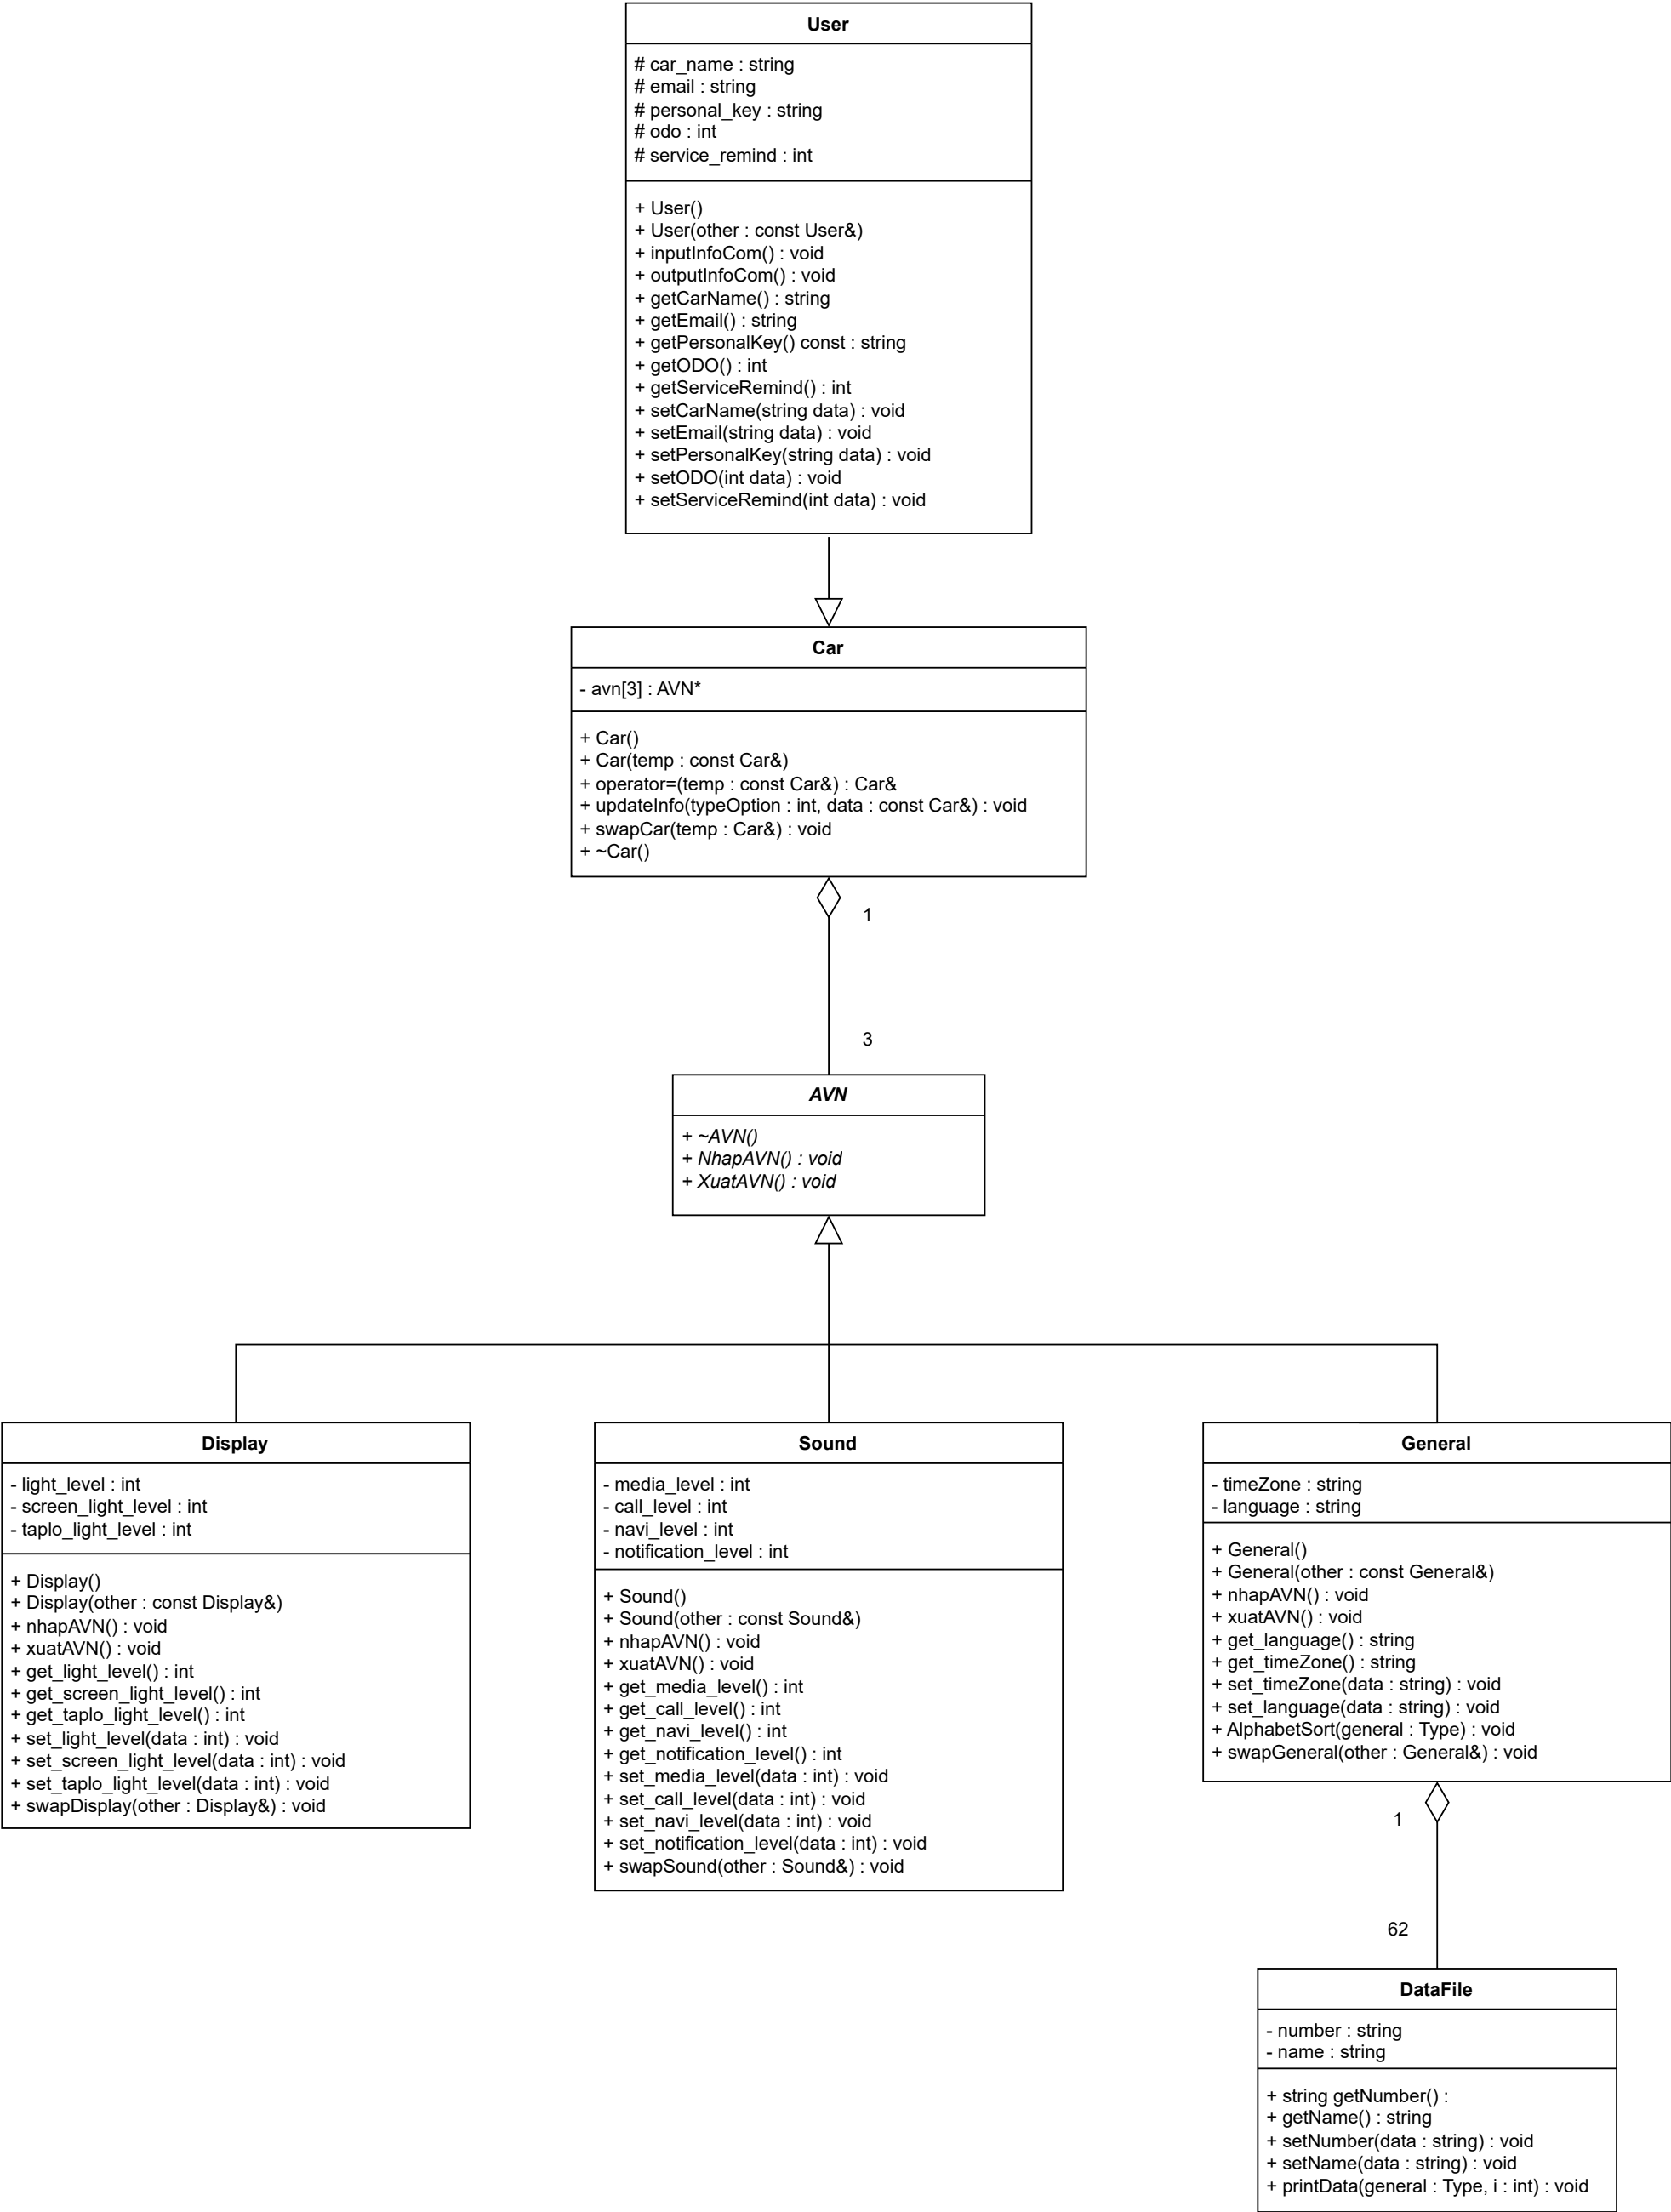 User
# car_name : string
# email : string
# personal_key : string
# odo : int
# service_remind : int
+ User()
+ User(other : const User&)
+ inputInfoCom() : void
+ outputInfoCom() : void
+ getCarName() : string
+ getEmail() : string
+ getPersonalKey() const : string
+ getODO() : int
+ getServiceRemind() : int
+ setCarName(string data) : void
+ setEmail(string data) : void
+ setPersonalKey(string data) : void
+ setODO(int data) : void
+ setServiceRemind(int data) : void
Car
- avn[3] : AVN*
+ Car()
+ Car(temp : const Car&)
+ operator=(temp : const Car&) : Car&
+ updateInfo(typeOption : int, data : const Car&) : void
+ swapCar(temp : Car&) : void
+ ~Car()
1
3
AVN
+ ~AVN()
+ NhapAVN() : void
+ XuatAVN() : void
Display
- light_level : int
- screen_light_level : int
- taplo_light_level : int
+ Display()
+ Display(other : const Display&)
+ nhapAVN() : void
+ xuatAVN() : void
+ get_light_level() : int
+ get_screen_light_level() : int
+ get_taplo_light_level() : int
+ set_light_level(data : int) : void
+ set_screen_light_level(data : int) : void
+ set_taplo_light_level(data : int) : void
+ swapDisplay(other : Display&) : void
Sound
- media_level : int
- call_level : int
- navi_level : int
- notification_level : int
+ Sound()
+ Sound(other : const Sound&)
+ nhapAVN() : void
+ xuatAVN() : void
+ get_media_level() : int
+ get_call_level() : int
+ get_navi_level() : int
+ get_notification_level() : int
+ set_media_level(data : int) : void
+ set_call_level(data : int) : void
+ set_navi_level(data : int) : void
+ set_notification_level(data : int) : void
+ swapSound(other : Sound&) : void
General
- timeZone : string
- language : string
+ General()
+ General(other : const General&)
+ nhapAVN() : void
+ xuatAVN() : void
+ get_language() : string
+ get_timeZone() : string
+ set_timeZone(data : string) : void
+ set_language(data : string) : void
+ AlphabetSort(general : Type) : void
+ swapGeneral(other : General&) : void
1
62
DataFile
- number : string
- name : string
+ string getNumber() :
+ getName() : string
+ setNumber(data : string) : void
+ setName(data : string) : void
+ printData(general : Type, i : int) : void